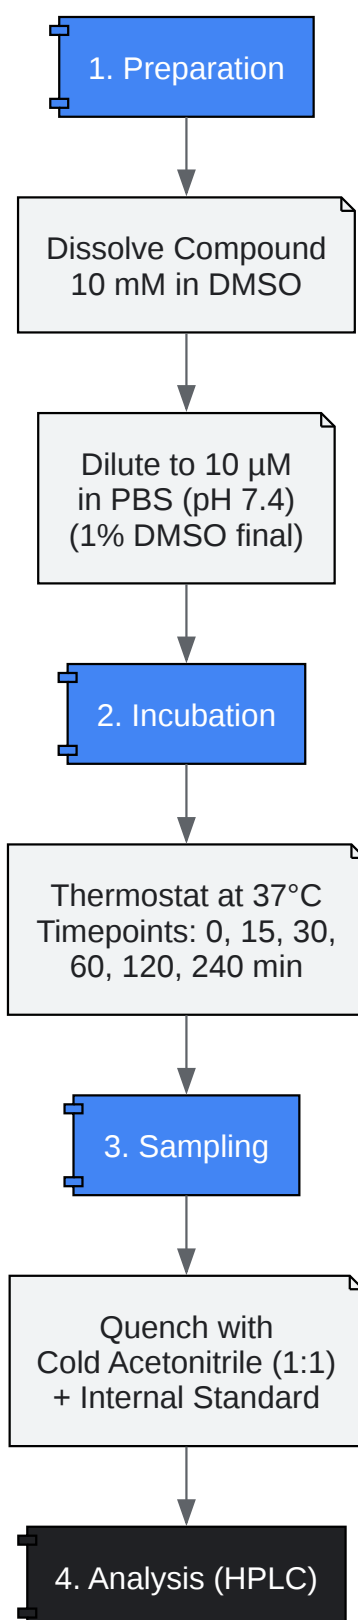 1. Preparation
Dissolve Compound
10 mM in DMSO
Dilute to 10 µM
in PBS (pH 7.4)
(1% DMSO final)
2. Incubation
Thermostat at 37°C
Timepoints: 0, 15, 30,
60, 120, 240 min
3. Sampling
Quench with
Cold Acetonitrile (1:1)
+ Internal Standard
4. Analysis (HPLC)